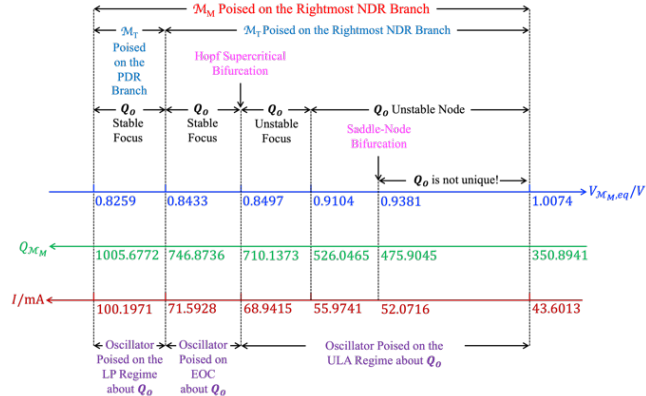 ℳ_M Poised on the Rightmost NDR Branch
ℳ_T
Poised
on the
PDR
Branch
ℳ_T Poised on the Rightmost NDR Branch
Hopf Supercritical
Bifurcation
Q_o
Stable
Focus
Q_o
Stable
Focus
Q_o
Unstable
Focus
Q_o Unstable Node
Saddle-Node
Bifurcation
Q_o is not unique!
0.8259 0.8433 0.8497 0.9104 0.9381 1.0074 V_{ℳ_M,eq}/V
Q_{ℳ_M} 1005.6772 746.8736 710.1373 526.0465 475.9045 350.8941
I/mA 100.1971 71.5928 68.9415 55.9741 52.0716 43.6013
Oscillator
Poised on the
LP Regime
about Q_o
Oscillator
Poised on
EOC
about Q_o
Oscillator Poised on the
ULA Regime about Q_o